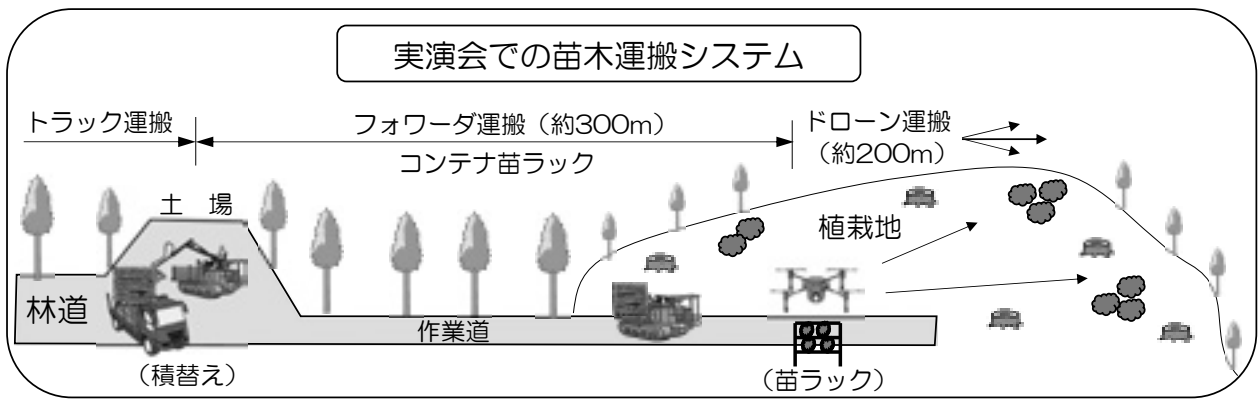 実演会での苗木運搬システム
トラック運搬
フォワーダ運搬（約300m）
コンテナ苗ラック
ドローン運搬
（約200m）
土　場
植栽地
林道
作業道
（積替え）
（苗ラック）